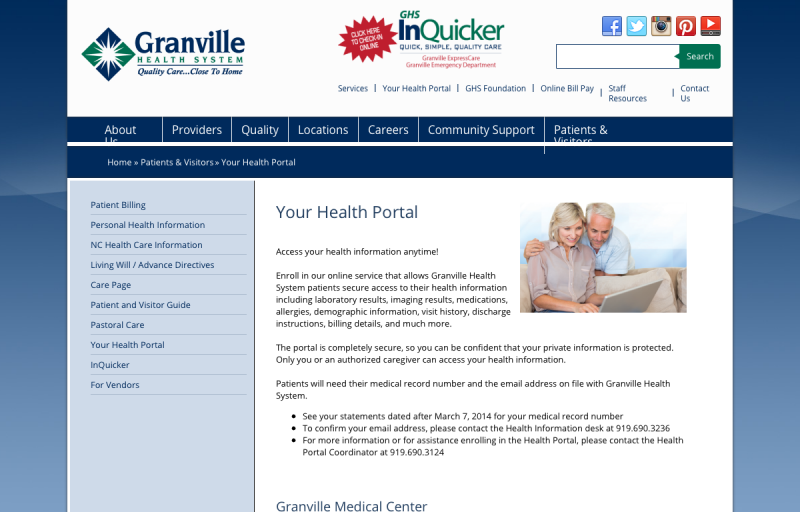 Granville
HEALTH SYSTEM
Quality Care...Close To Home
CLICK HERE
TO CHECK-IN
ONLINE
GHS
InQuicker
QUICK, SIMPLE, QUALITY CARE
Granville ExpressCare
Granville Emergency Department
Search
Services
Your Health Portal
GHS Foundation
Online Bill Pay
Staff
Resources
Contact
Us
About
Us
Providers
Quality
Locations
Careers
Community Support
Patients &
Visitors
Home » Patients & Visitors » Your Health Portal
Patient Billing
Personal Health Information
NC Health Care Information
Living Will / Advance Directives
Care Page
Patient and Visitor Guide
Pastoral Care
Your Health Portal
InQuicker
For Vendors
Your Health Portal
Access your health information anytime!
Enroll in our online service that allows Granville Health
System patients secure access to their health information
including laboratory results, imaging results, medications,
allergies, demographic information, visit history, discharge
instructions, billing details, and much more.
The portal is completely secure, so you can be confident that your private information is protected.
Only you or an authorized caregiver can access your health information.
Patients will need their medical record number and the email address on file with Granville Health
System.
See your statements dated after March 7, 2014 for your medical record number
To confirm your email address, please contact the Health Information desk at 919.690.3236
For more information or for assistance enrolling in the Health Portal, please contact the Health
Portal Coordinator at 919.690.3124
Granville Medical Center